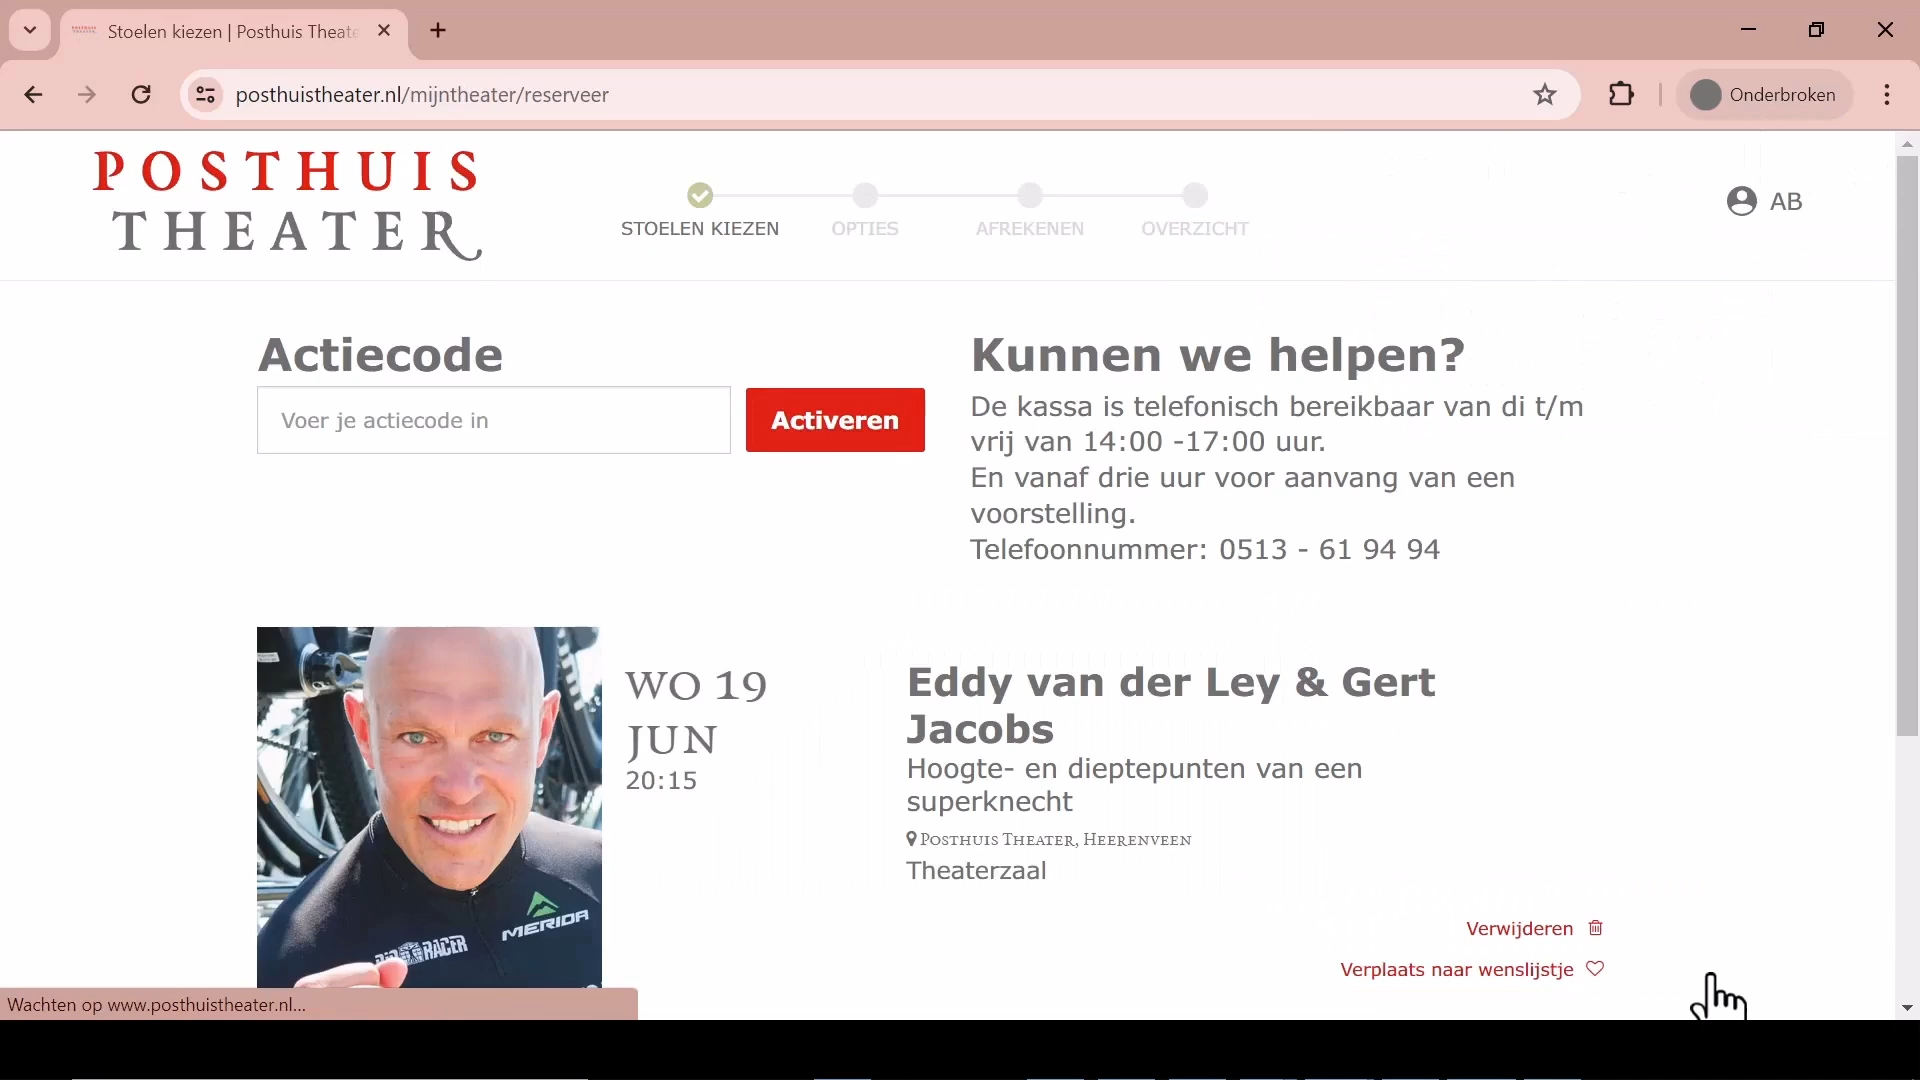 Stoelen kiezen | Posthuis Theate
posthuistheater.nl/mijntheater/reserveer
Onderbroken
POSTHUIS
THEATER
STOELEN KIEZEN
OPTIES
AFREKENEN
OVERZICHT
AB
Actiecode
Voer je actiecode in
Activeren
Kunnen we helpen?
De kassa is telefonisch bereikbaar van di t/m
vrij van 14:00 -17:00 uur.
En vanaf drie uur voor aanvang van een
voorstelling.
Telefoonnummer: 0513 - 61 94 94
WO 19
JUN
20:15
Eddy van der Ley & Gert
Jacobs
Hoogte- en dieptepunten van een
superknecht
Posthuis Theater, Heerenveen
Theaterzaal
MERIDA
RACER
Verwijderen
Verplaats naar wenslijstje
Wachten op www.posthuistheater.nl...